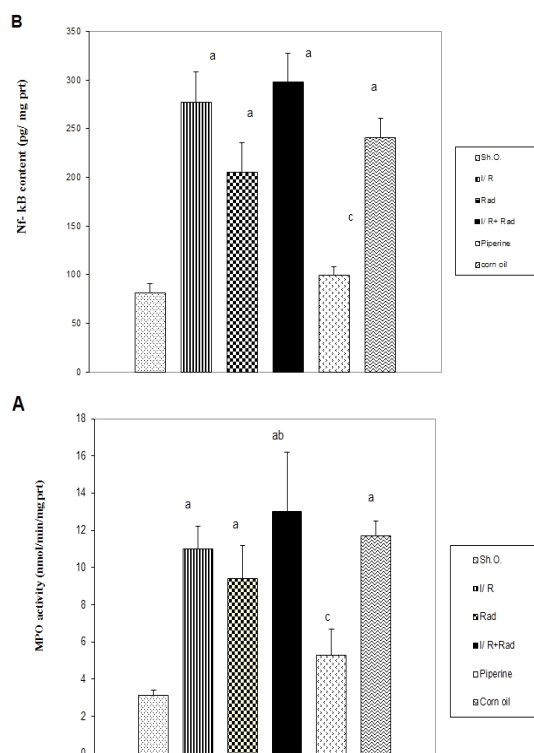 B
350
300
250
200
150
100
50
0
Nf- kB content (pg/ mg prt)
a
a
a
a
c
Sh.O.
I/ R
Rad
I/ R+ Rad
Piperine
corn oil
A
18
16
14
12
10
8
6
4
2
0
MPO activity (nmol/min/mg prt)
ab
a
a
a
c
Sh.O.
I/ R
Rad
I/ R+Rad
Piperine
Corn oil